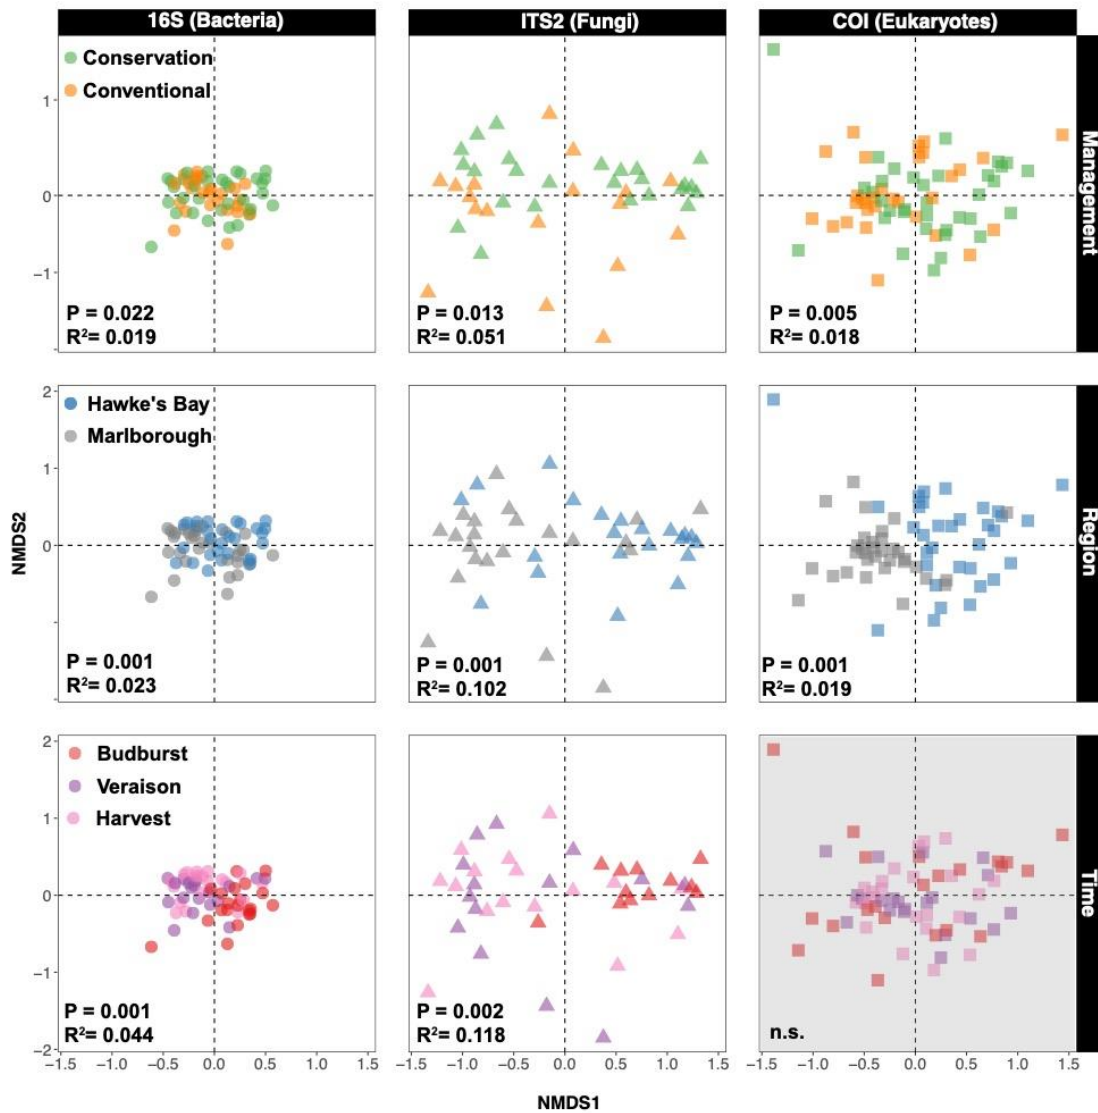 16S (Bacteria)
ITS2 (Fungi)
COI (Eukaryotes)
Conservation
Conventional
1
0
−1
P = 0.022
R²= 0.019
P = 0.013
R²= 0.051
P = 0.005
R²= 0.018
Management
NMDS2
2
1
0
Hawke's Bay
Marlborough
P = 0.001
R²= 0.023
P = 0.001
R²= 0.102
P = 0.001
R²= 0.019
Region
2
1
0
−1
−2
Budburst
Veraison
Harvest
P = 0.001
R²= 0.044
P = 0.002
R²= 0.118
n.s.
Time
−1.5 −1.0 −0.5 0.0 0.5 1.0 1.5
−1.5 −1.0 −0.5 0.0 0.5 1.0 1.5
−1.5 −1.0 −0.5 0.0 0.5 1.0 1.5
NMDS1